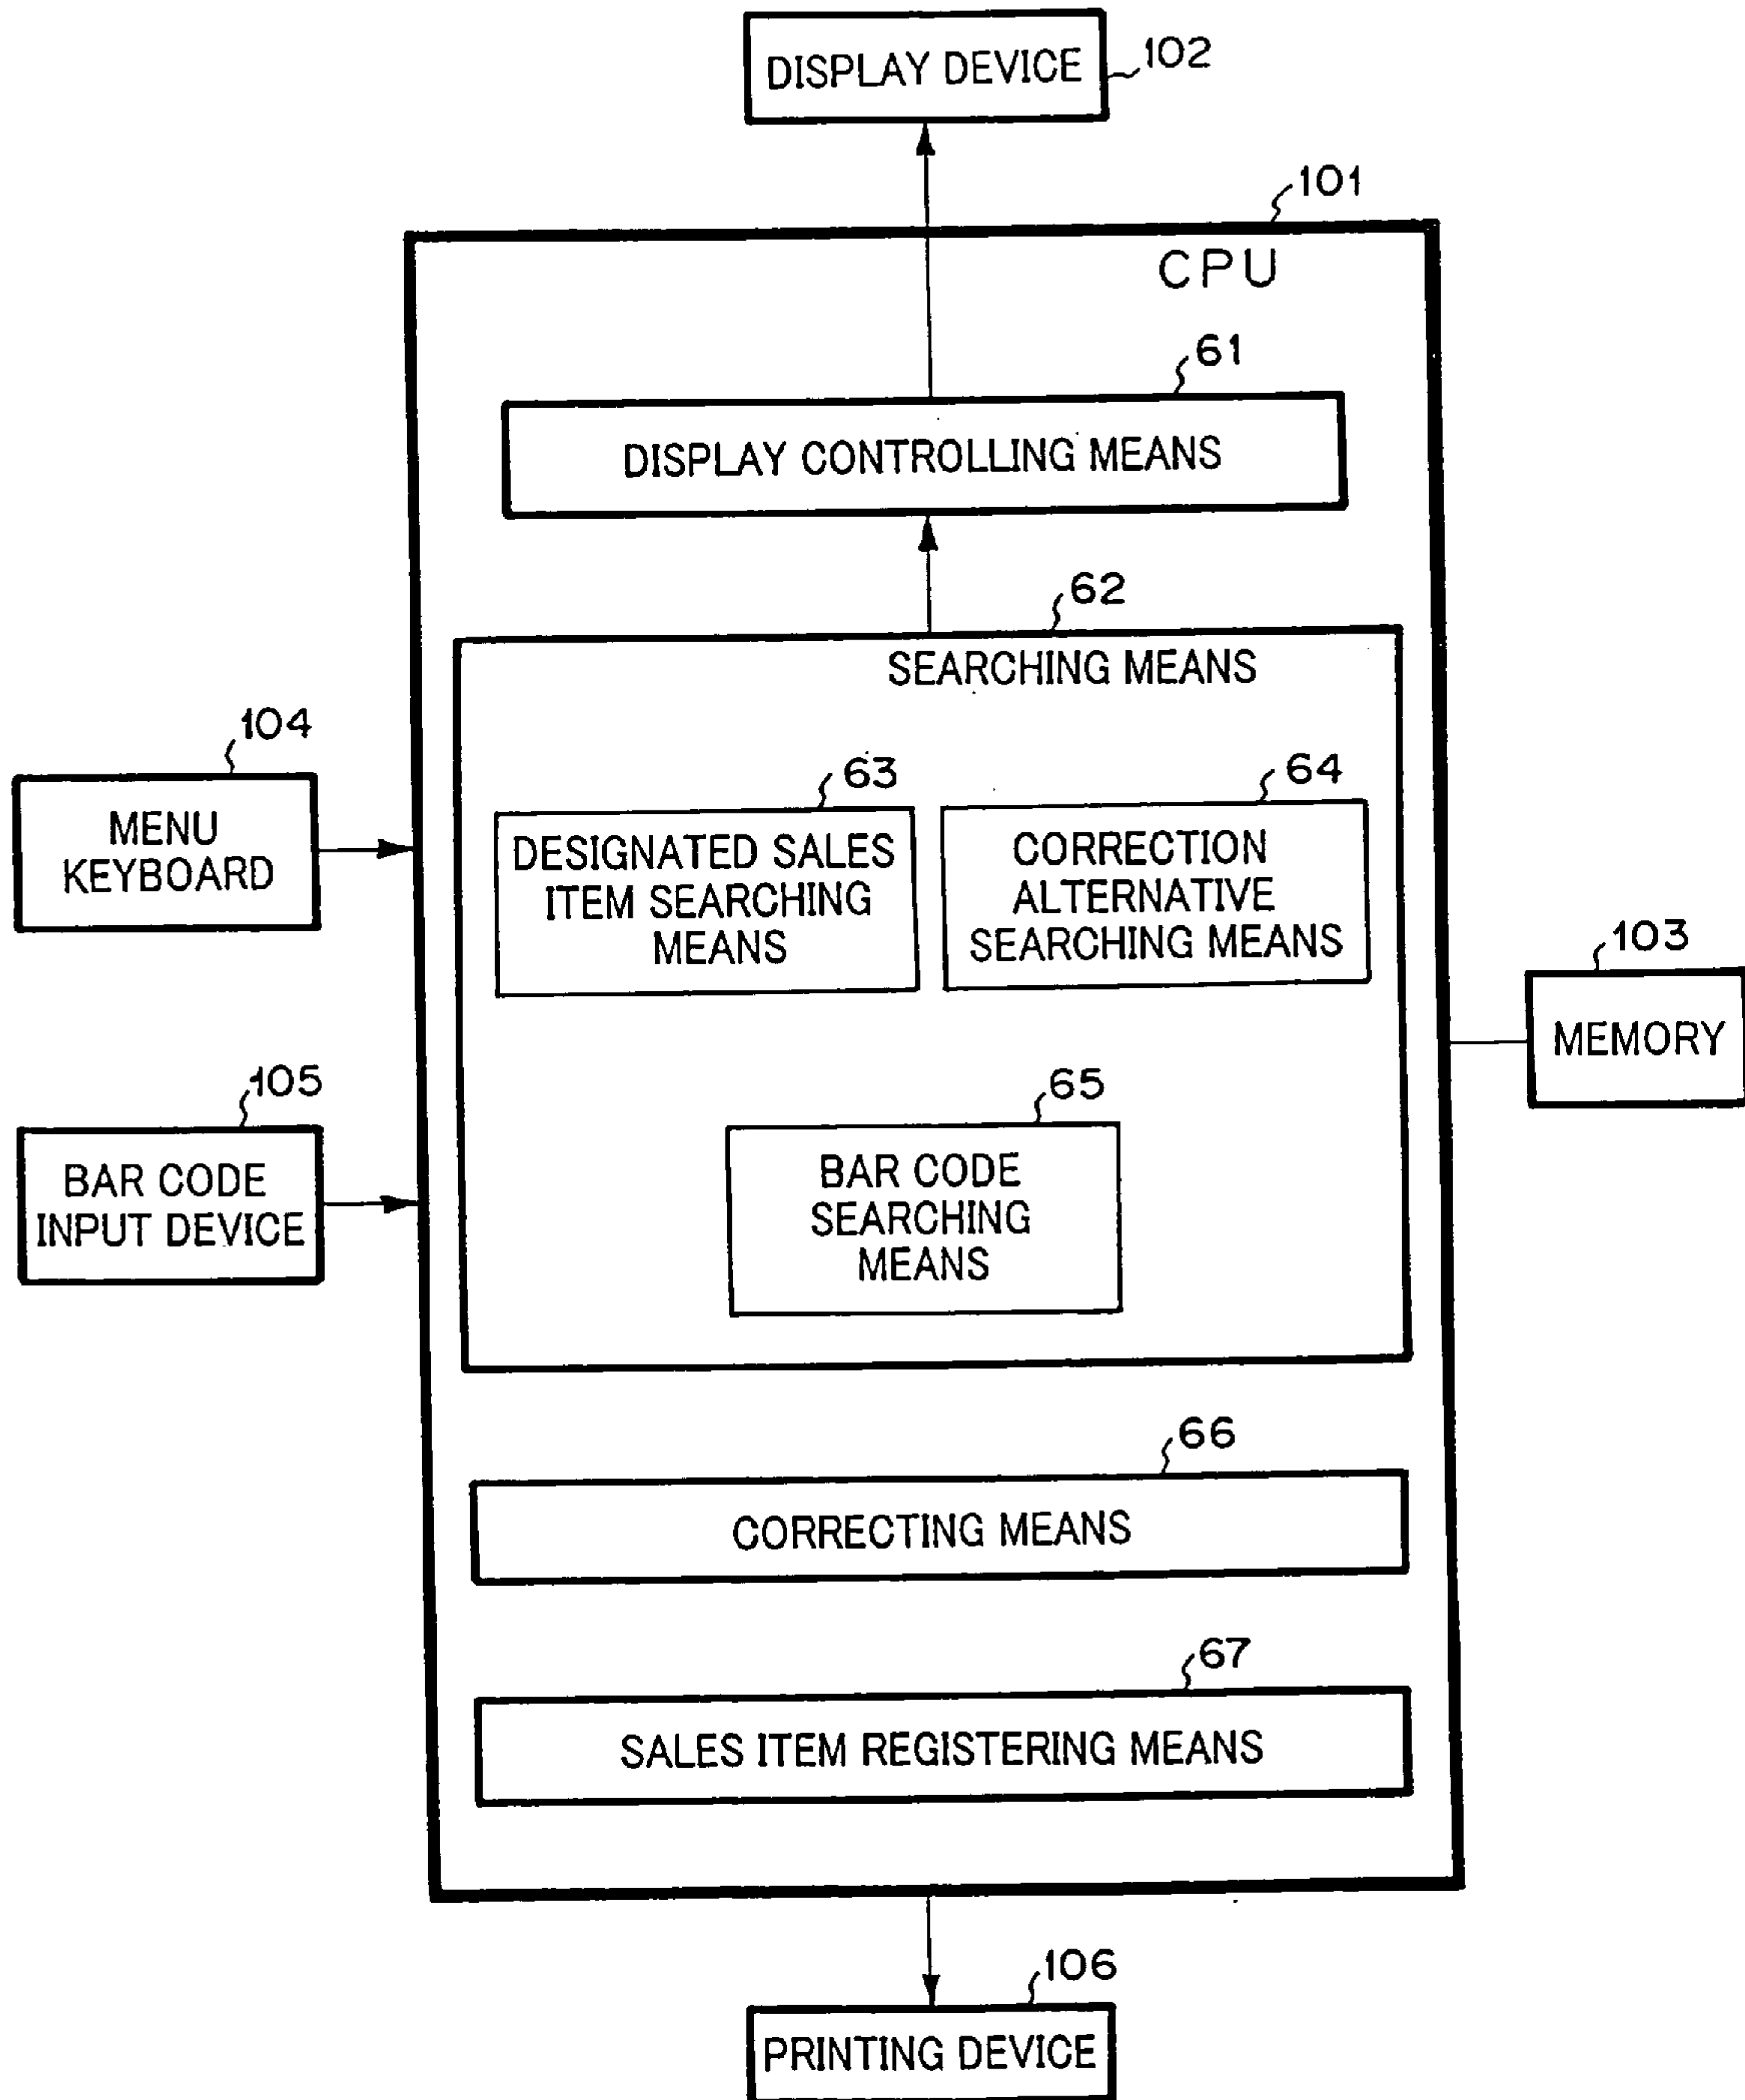 DISPLAY DEVICE
102
101
CPU
61
DISPLAY CONTROLLING MEANS
62
SEARCHING MEANS
104
MENU
KEYBOARD
63
DESIGNATED SALES
ITEM SEARCHING
MEANS
64
CORRECTION
ALTERNATIVE
SEARCHING MEANS
103
MEMORY
105
BAR CODE
INPUT DEVICE
65
BAR CODE
SEARCHING
MEANS
66
CORRECTING MEANS
67
SALES ITEM REGISTERING MEANS
106
PRINTING DEVICE